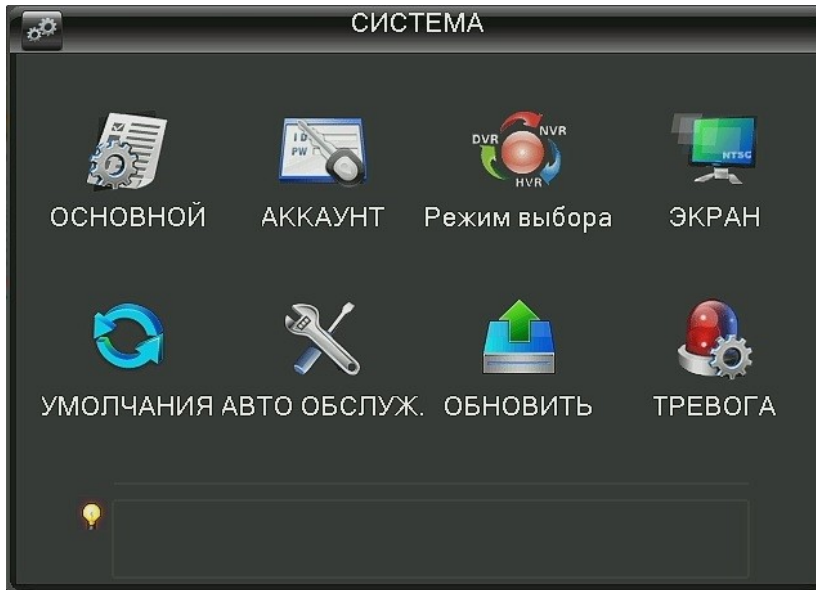 СИСТЕМА
ID
PW
DVR NVR
HVR
NTSC
ОСНОВНОЙ АККАУНТ Режим выбора ЭКРАН
УМОЛЧАНИЯ АВТО ОБСЛУЖ. ОБНОВИТЬ ТРЕВОГА